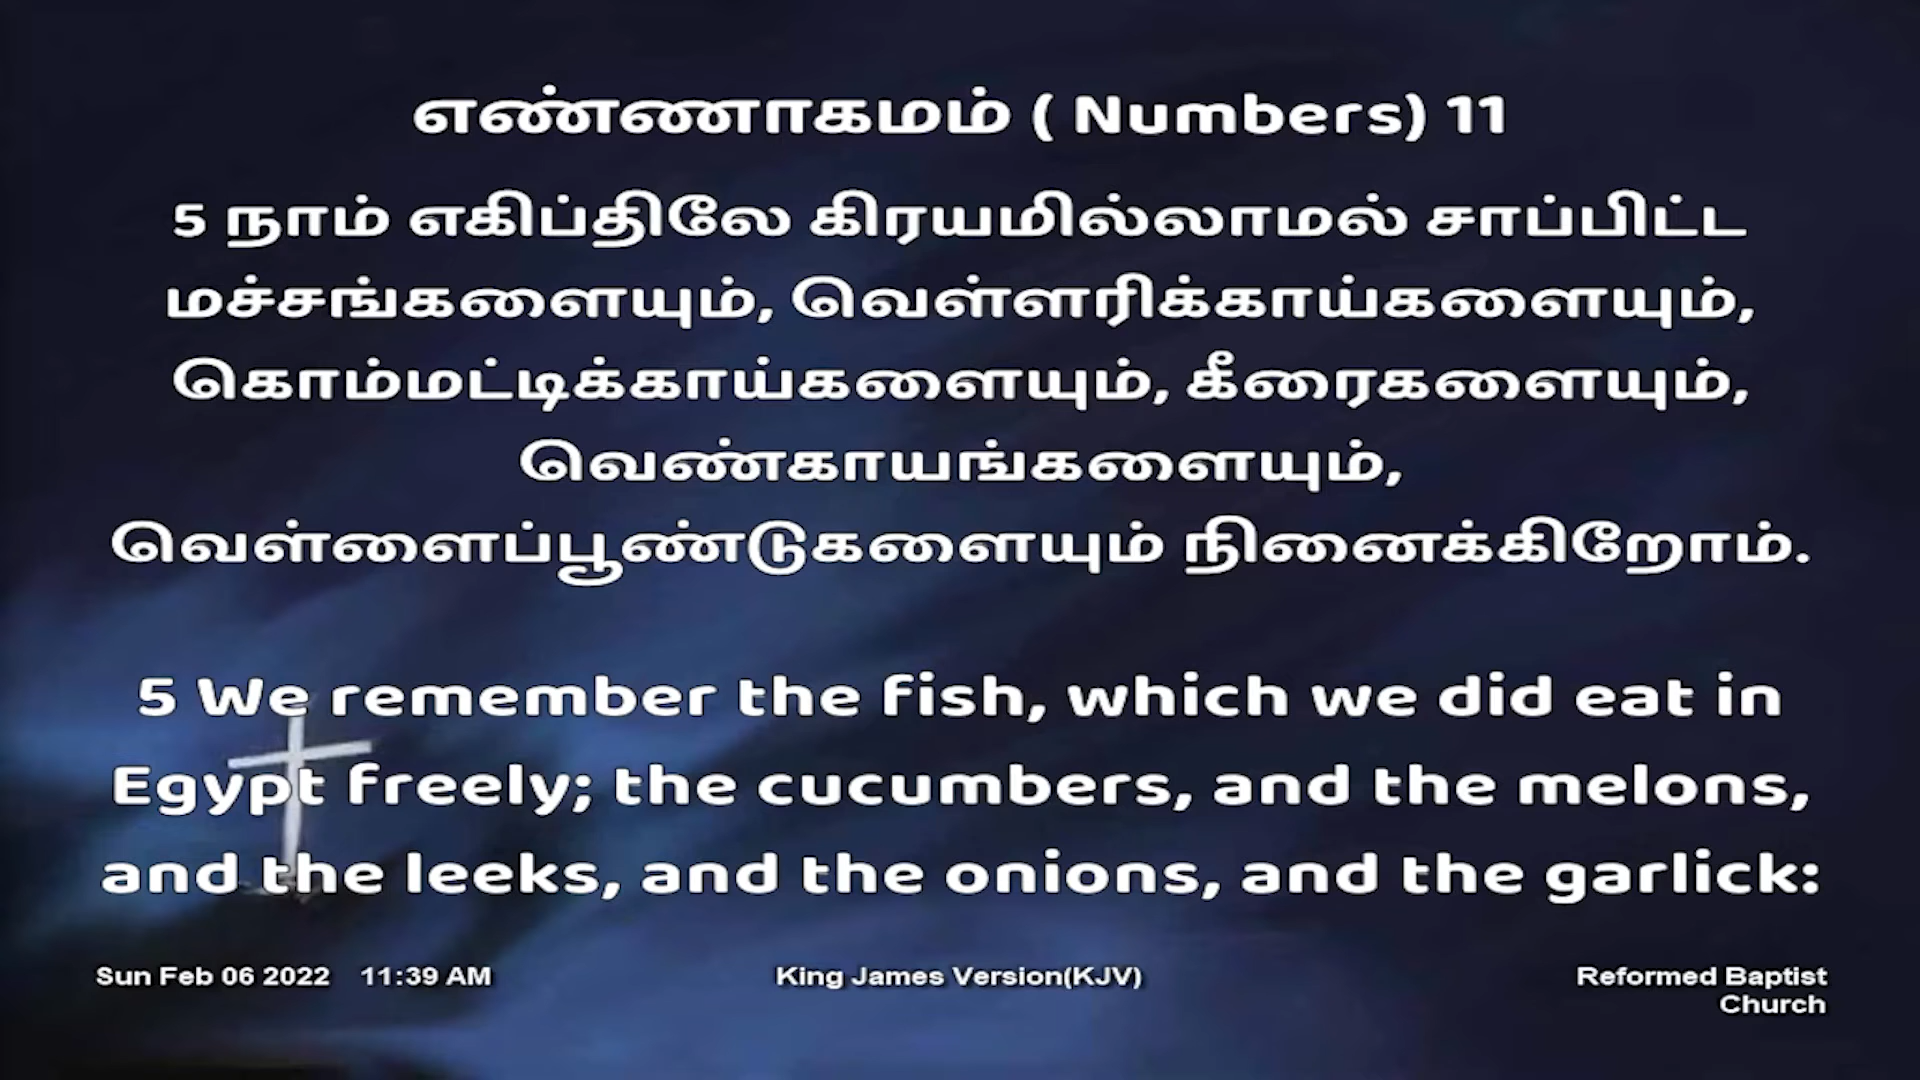 எண்ணாகமம் ( Numbers) 11
5 நாம் எகிப்திலே கிரயமில்லாமல் சாப்பிட்ட
மச்சங்களையும், வெள்ளரிக்காய்களையும்,
கொம்மட்டிக்காய்களையும், கீரைகளையும்,
வெண்காயங்களையும்,
வெள்ளைப்பூண்டுகளையும் நினைக்கிறோம்.
5 We remember the fish, which we did eat in
Egypt freely; the cucumbers, and the melons,
and the leeks, and the onions, and the garlick:
Sun Feb 06 2022 11:39 AM
King James Version(KJV)
Reformed Baptist
Church